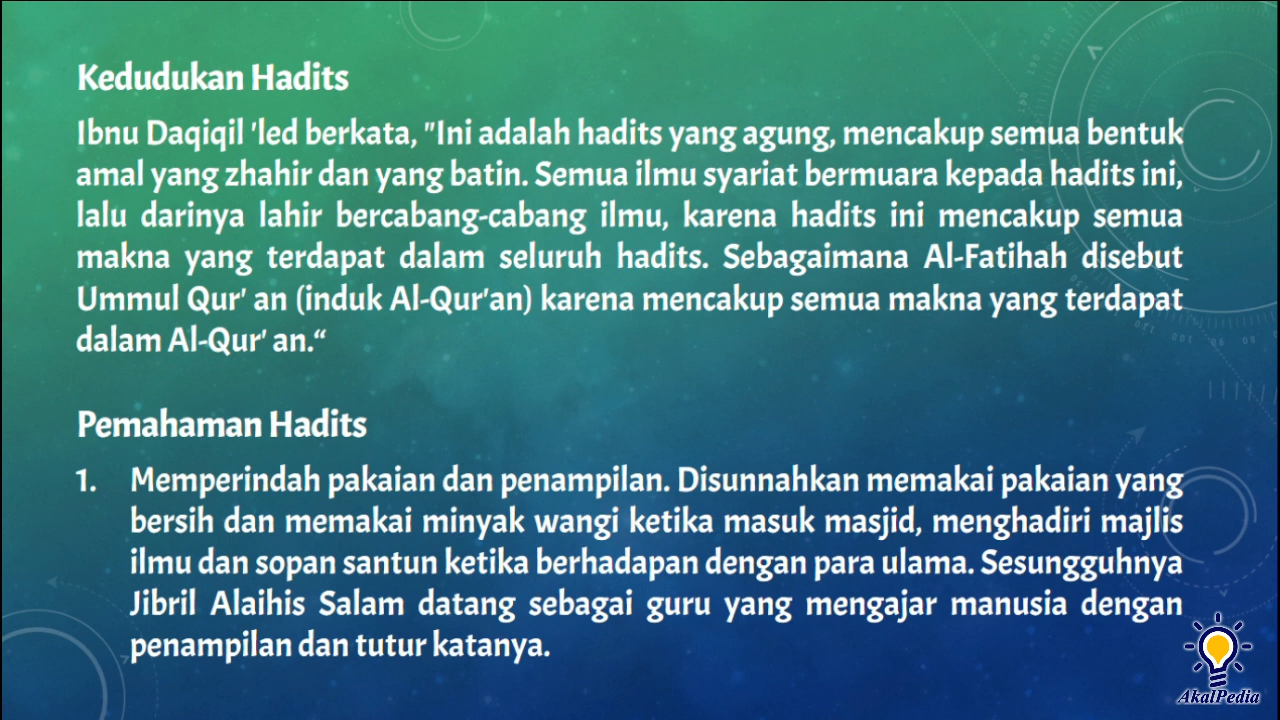 Kedudukan Hadits
Ibnu Daqiqil 'led berkata, "Ini adalah hadits yang agung, mencakup semua bentuk
amal yang zhahir dan yang batin. Semua ilmu syariat bermuara kepada hadits ini,
lalu darinya lahir bercabang-cabang ilmu, karena hadits ini mencakup semua
makna yang terdapat dalam seluruh hadits. Sebagaimana Al-Fatihah disebut
Ummul Qur' an (induk Al-Qur'an) karena mencakup semua makna yang terdapat
dalam Al-Qur' an.“
Pemahaman Hadits
1. Memperindah pakaian dan penampilan. Disunnahkan memakai pakaian yang
bersih dan memakai minyak wangi ketika masuk masjid, menghadiri majlis
ilmu dan sopan santun ketika berhadapan dengan para ulama. Sesungguhnya
Jibril Alaihis Salam datang sebagai guru yang mengajar manusia dengan
penampilan dan tutur katanya.
AkalPedia